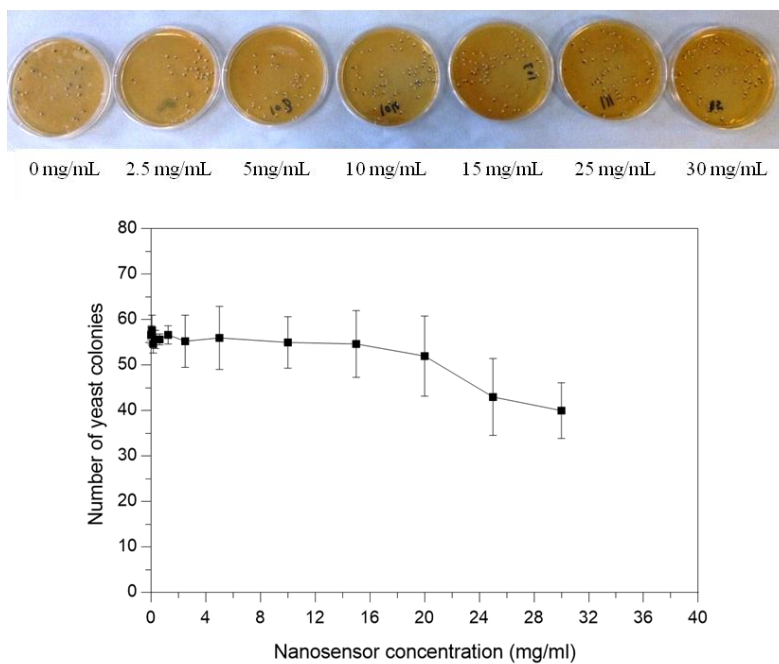 0 mg/mL 2.5 mg/mL 5mg/mL 10 mg/mL 15 mg/mL 25 mg/mL 30 mg/mL
80
70
60
50
40
30
20
10
0
Number of yeast colonies
0 4 8 12 16 20 24 28 32 36 40
Nanosensor concentration (mg/ml)